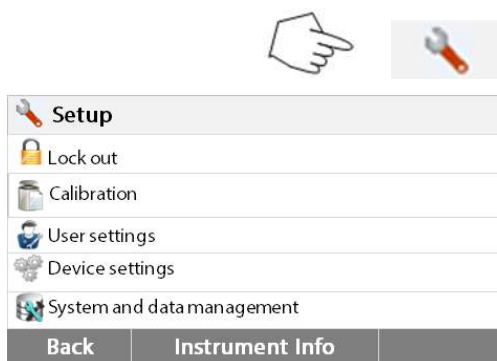 Setup
Lock out
Calibration
User settings
Device settings
System and data management
Back Instrument Info